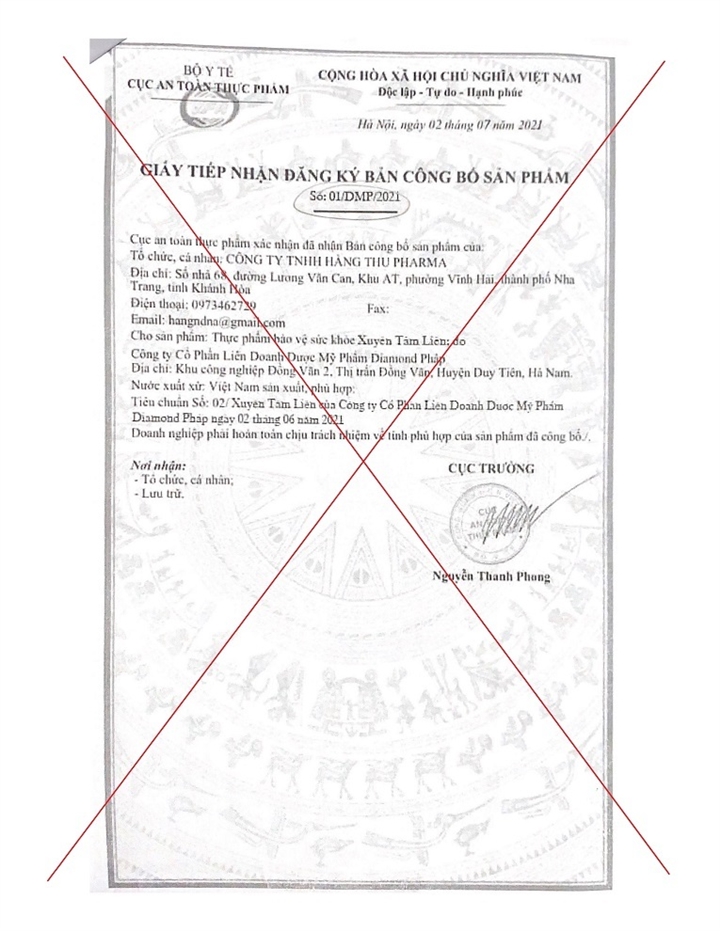 BỘ Y TẾ
CỤC AN TOÀN THỰC PHẨM
CỘNG HÒA XÃ HỘI CHỦ NGHĨA VIỆT NAM
Độc lập - Tự do - Hạnh phúc
Hà Nội, ngày 02 tháng 07 năm 2021
GIẤY TIẾP NHẬN ĐĂNG KÝ BẢN CÔNG BỐ SẢN PHẨM
Số: 01/DMP/2021
Cục an toàn thực phẩm xác nhận đã nhận Bản công bố sản phẩm của:
Tổ chức, cá nhân: CÔNG TY TNHH HẰNG THU PHARMA
Địa chỉ: Số nhà 68, đường Lương Văn Can, Khu AT, phường Vĩnh Hai, thành phố Nha
Trang, tỉnh Khánh Hòa
Điện thoại: 0973462729 Fax:
Email: hangndna@gmail.com
Cho sản phẩm: Thực phẩm bảo vệ sức khỏe Xuyên Tâm Liên; do
Công ty Cổ Phần Liên Doanh Dược Mỹ Phẩm Diamond Pháp
Địa chỉ: Khu công nghiệp Đồng Văn 2, Thị trấn Đồng Văn, Huyện Duy Tiên, Hà Nam.
Nước xuất xứ: Việt Nam sản xuất, phù hợp:
Tiêu chuẩn Số: 02/ Xuyên Tâm Liên của Công ty Cổ Phần Liên Doanh Dược Mỹ Phẩm
Diamond Pháp ngày 02 tháng 06 năm 2021
Doanh nghiệp phải hoàn toàn chịu trách nhiệm về tính phù hợp của sản phẩm đã công bố./.
Nơi nhận:
- Tổ chức, cá nhân;
- Lưu trữ.
CỤC TRƯỞNG
CỤC
AN
Nguyễn Thanh Phong